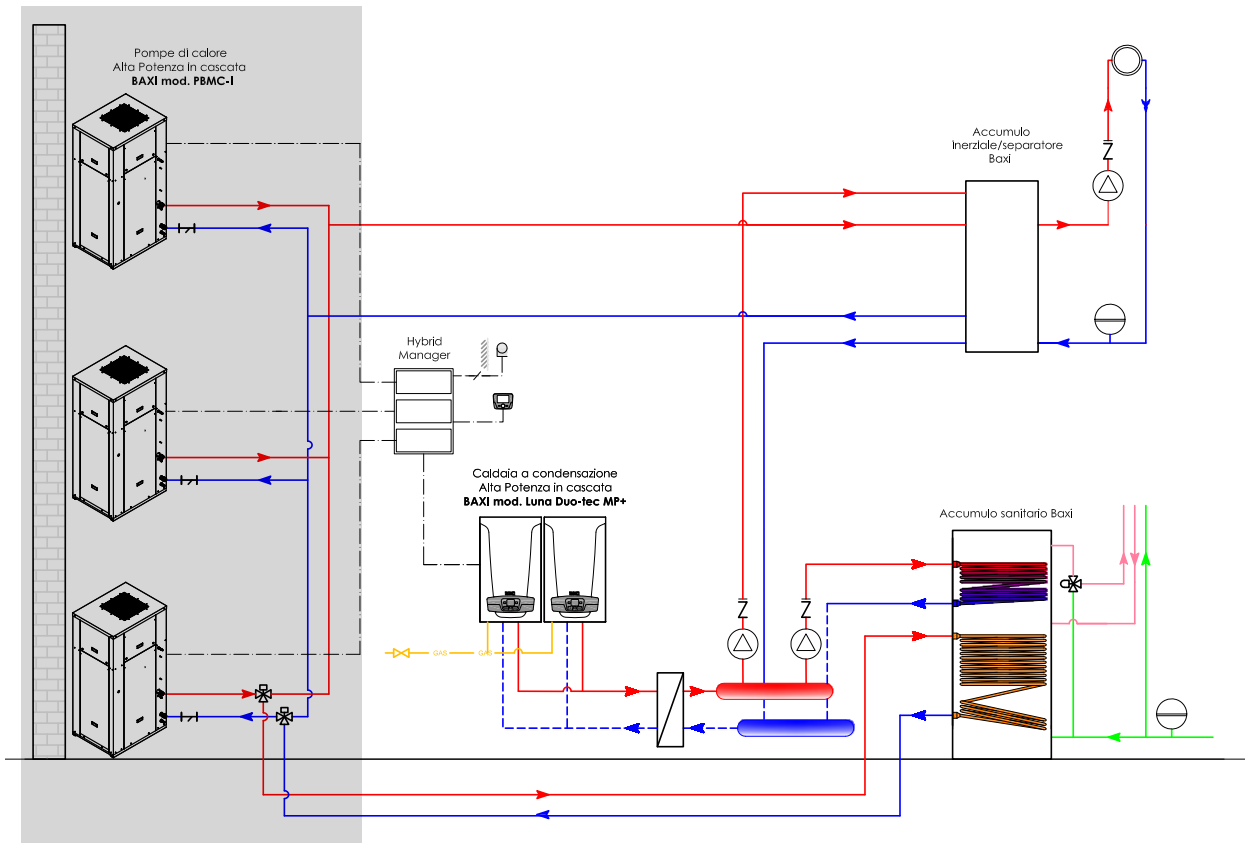 Pompe di calore
Alta Potenza in cascata
BAXI mod. PBMC-i
Accumulo
Inerziale/separatore
Baxi
Hybrid
Manager
Caldaia a condensazione
Alta Potenza in cascata
BAXI mod. Luna Duo-tec MP+
Accumulo sanitario Baxi
GAS
GAS